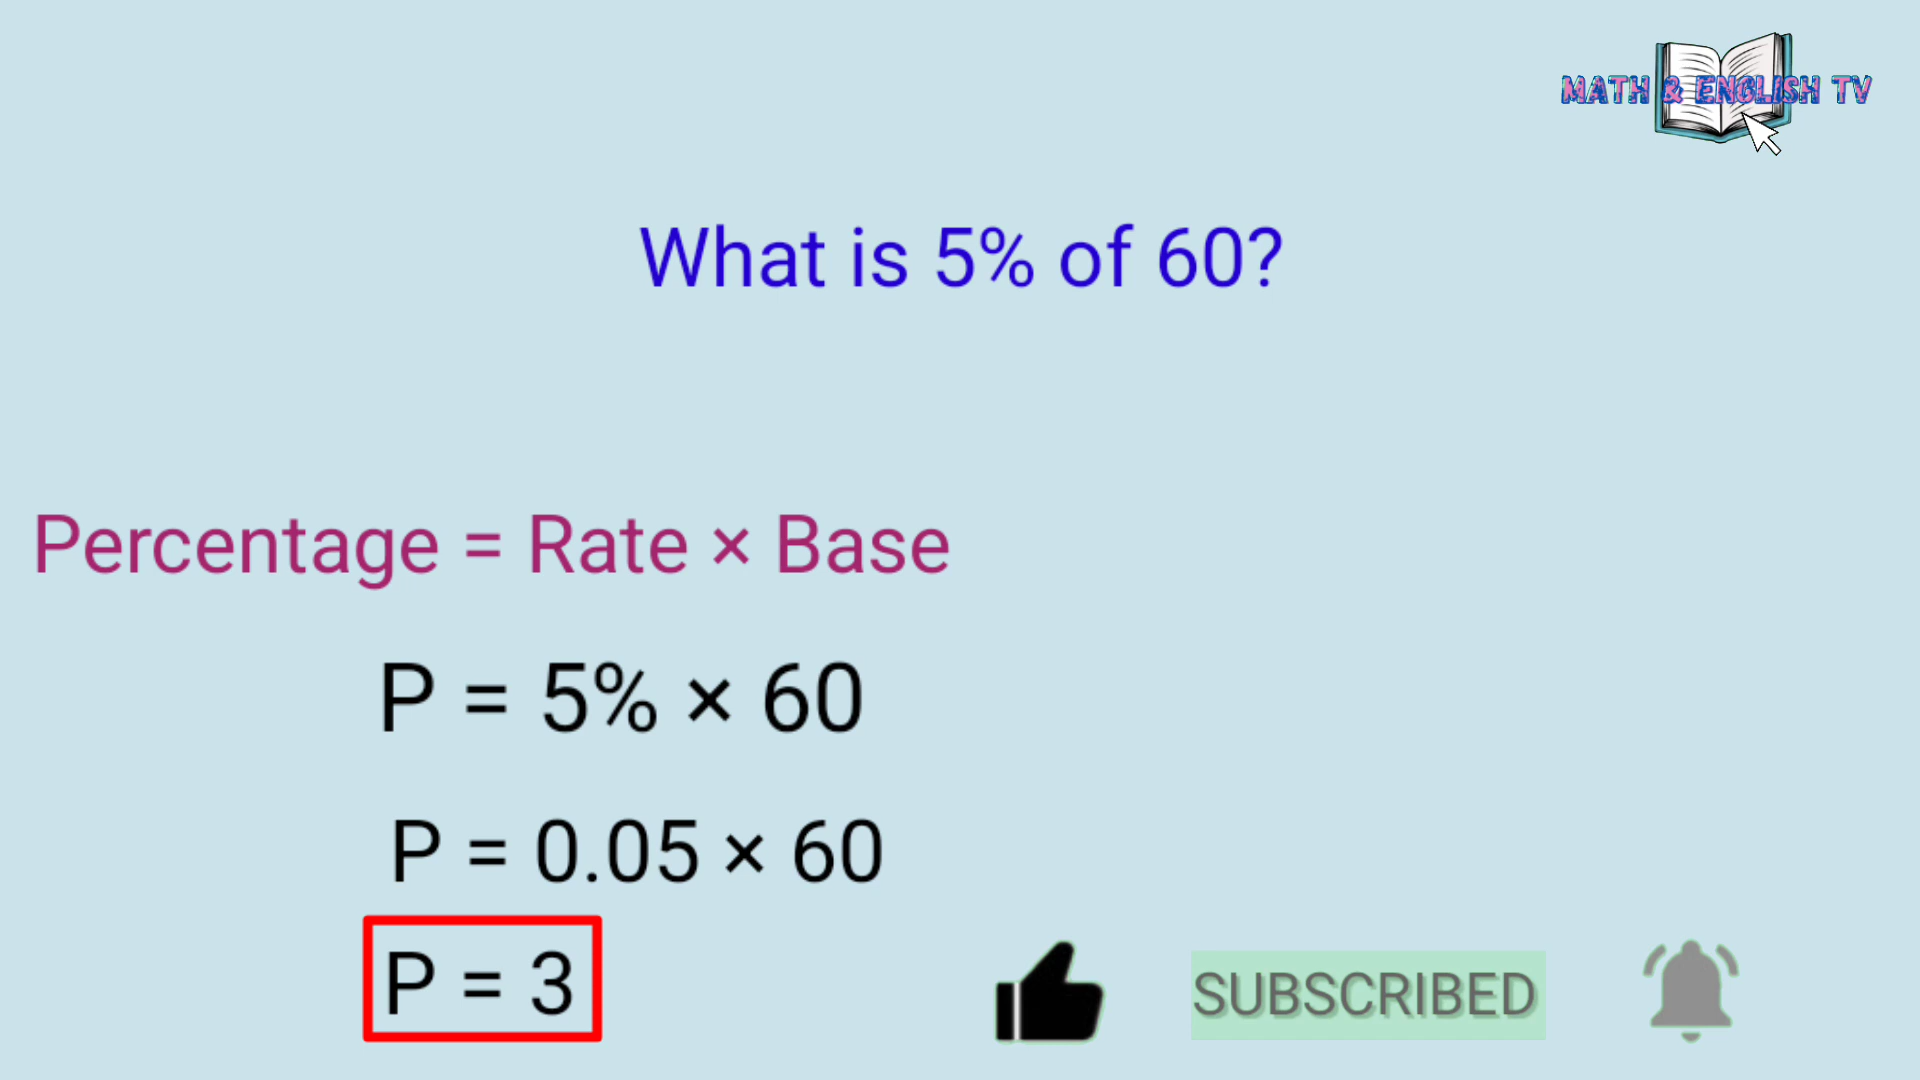 MATH & ENGLISH TV
What is 5% of 60?
Percentage = Rate × Base
P = 5% × 60
P = 0.05 × 60
P = 3
SUBSCRIBED